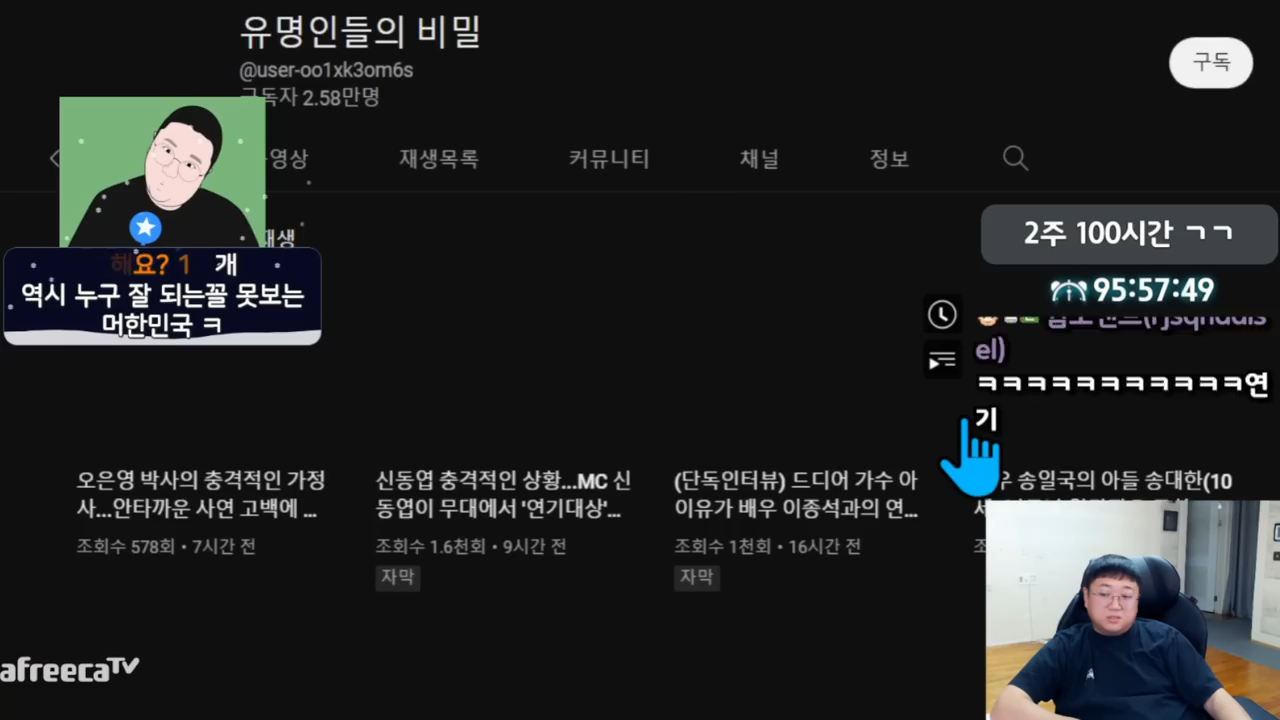 유명인들의 비밀
@user-oo1xk3om6s
구독자 2.58만명
구독
영상
재생목록
커뮤니티
채널
정보
재생
해요? 1 개
역시 누구 잘 되는꼴 못보는
머한민국 ㅋ
2주 100시간 ㄱㄱ
95:57:49
el)
ㅋㅋㅋㅋㅋㅋㅋㅋㅋㅋㅋ연
기
오은영 박사의 충격적인 가정
사...안타까운 사연 고백에 ...
조회수 578회 • 7시간 전
신동엽 충격적인 상황...MC 신
동엽이 무대에서 '연기대상'...
조회수 1.6천회 • 9시간 전
자막
(단독인터뷰) 드디어 가수 아
이유가 배우 이종석과의 연...
조회수 1천회 • 16시간 전
자막
우 송일국의 아들 송대한(10
afreecaTV